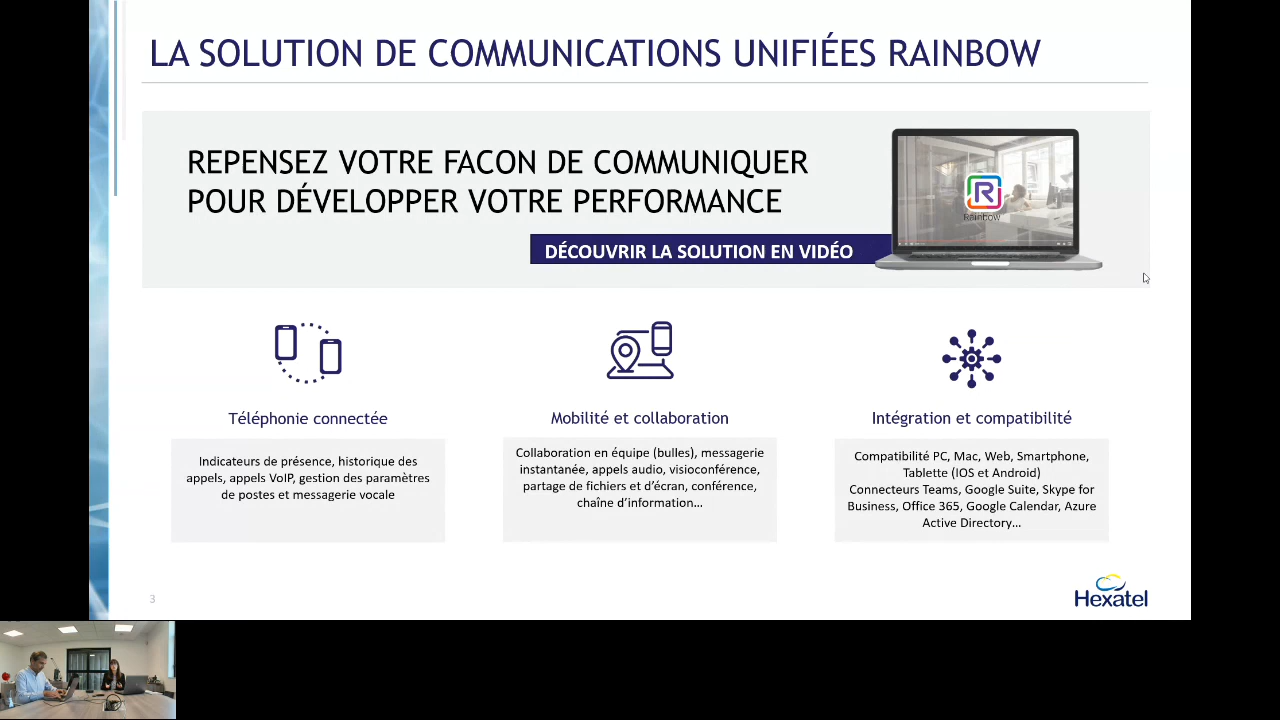 LA SOLUTION DE COMMUNICATIONS UNIFIÉES RAINBOW
REPENSEZ VOTRE FACON DE COMMUNIQUER
POUR DÉVELOPPER VOTRE PERFORMANCE
DÉCOUVRIR LA SOLUTION EN VIDÉO
R
Rainbow
Téléphonie connectée
Indicateurs de présence, historique des
appels, appels VoIP, gestion des paramètres
de postes et messagerie vocale
Mobilité et collaboration
Collaboration en équipe (bulles), messagerie
instantanée, appels audio, visioconférence,
partage de fichiers et d'écran, conférence,
chaîne d'information...
Intégration et compatibilité
Compatibilité PC, Mac, Web, Smartphone,
Tablette (IOS et Android)
Connecteurs Teams, Google Suite, Skype for
Business, Office 365, Google Calendar, Azure
Active Directory...
3
Hexatel